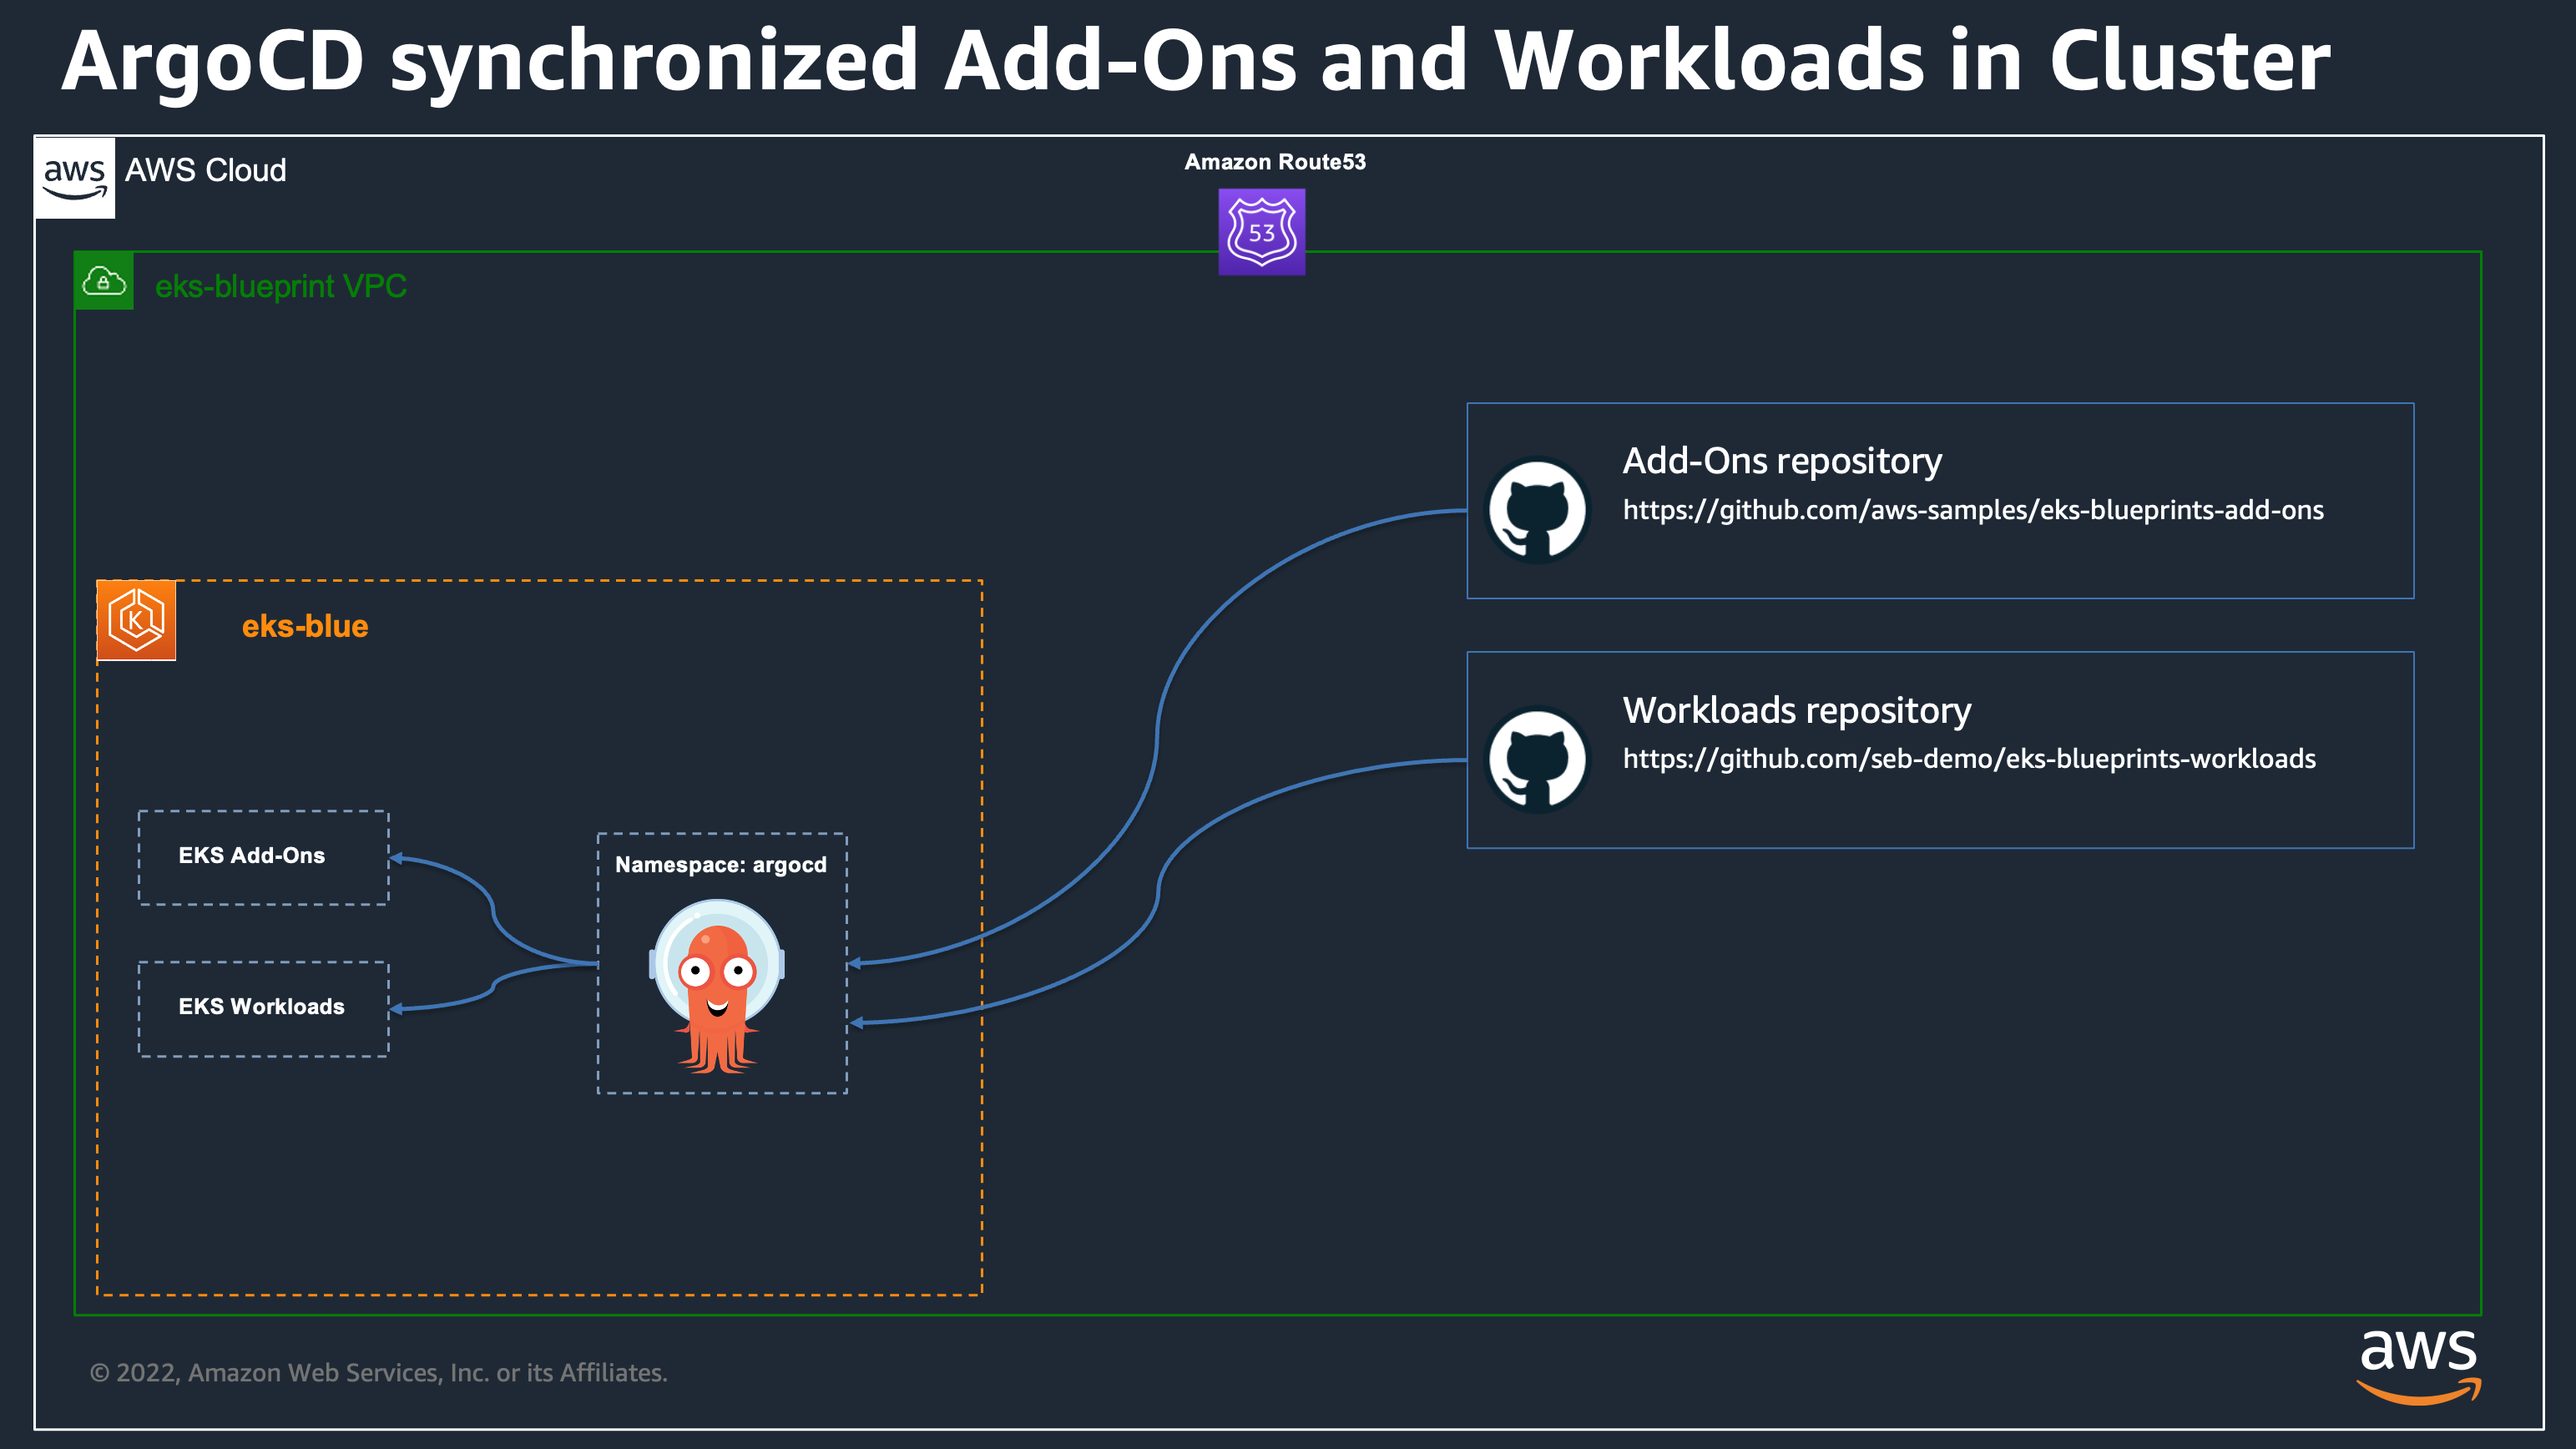 ArgoCD synchronized Add-Ons and Workloads in Cluster
aws
AWS Cloud
Amazon Route53
53
eks-blueprint VPC
Add-Ons repository
https://github.com/aws-samples/eks-blueprints-add-ons
K
eks-blue
Workloads repository
https://github.com/seb-demo/eks-blueprints-workloads
EKS Add-Ons
Namespace: argocd
EKS Workloads
© 2022, Amazon Web Services, Inc. or its Affiliates.
aws